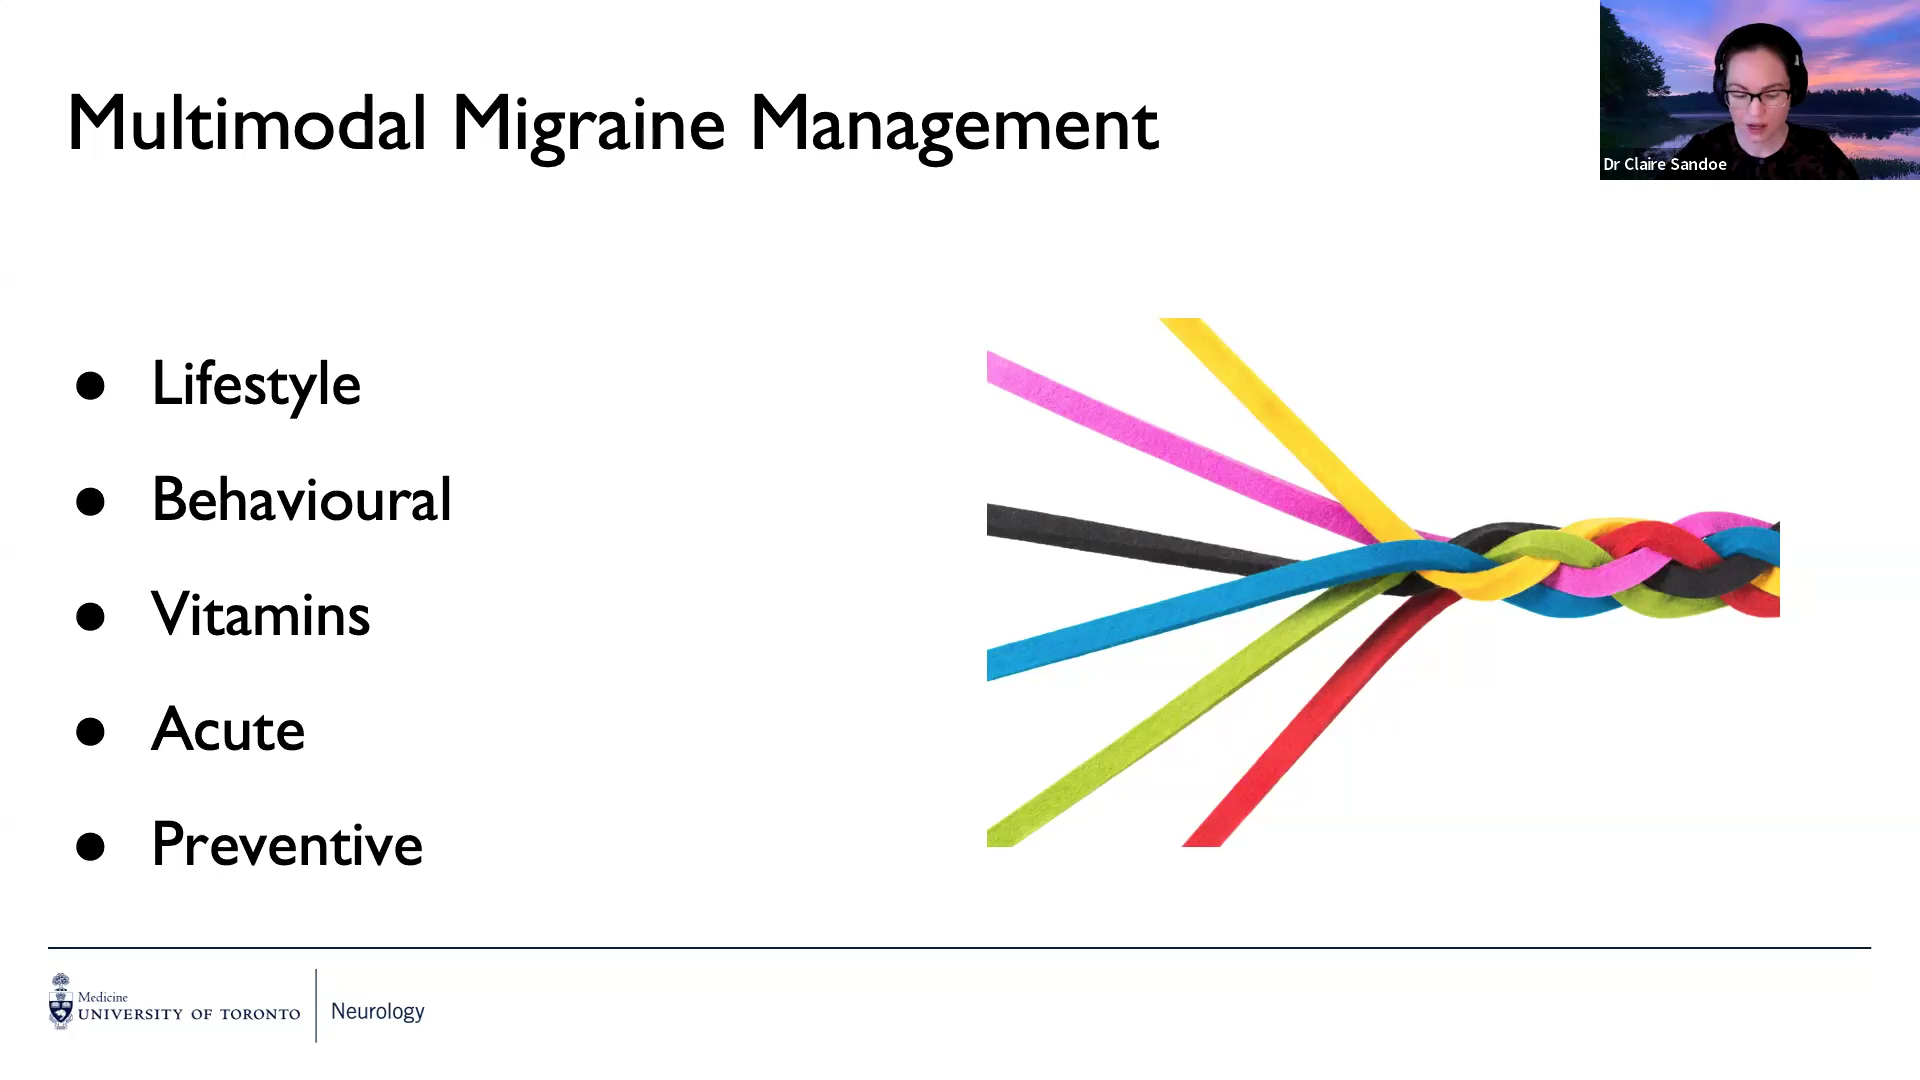 Multimodal Migraine Management
Dr Claire Sandoe
● Lifestyle
● Behavioural
● Vitamins
● Acute
● Preventive
Medicine
UNIVERSITY OF TORONTO
Neurology